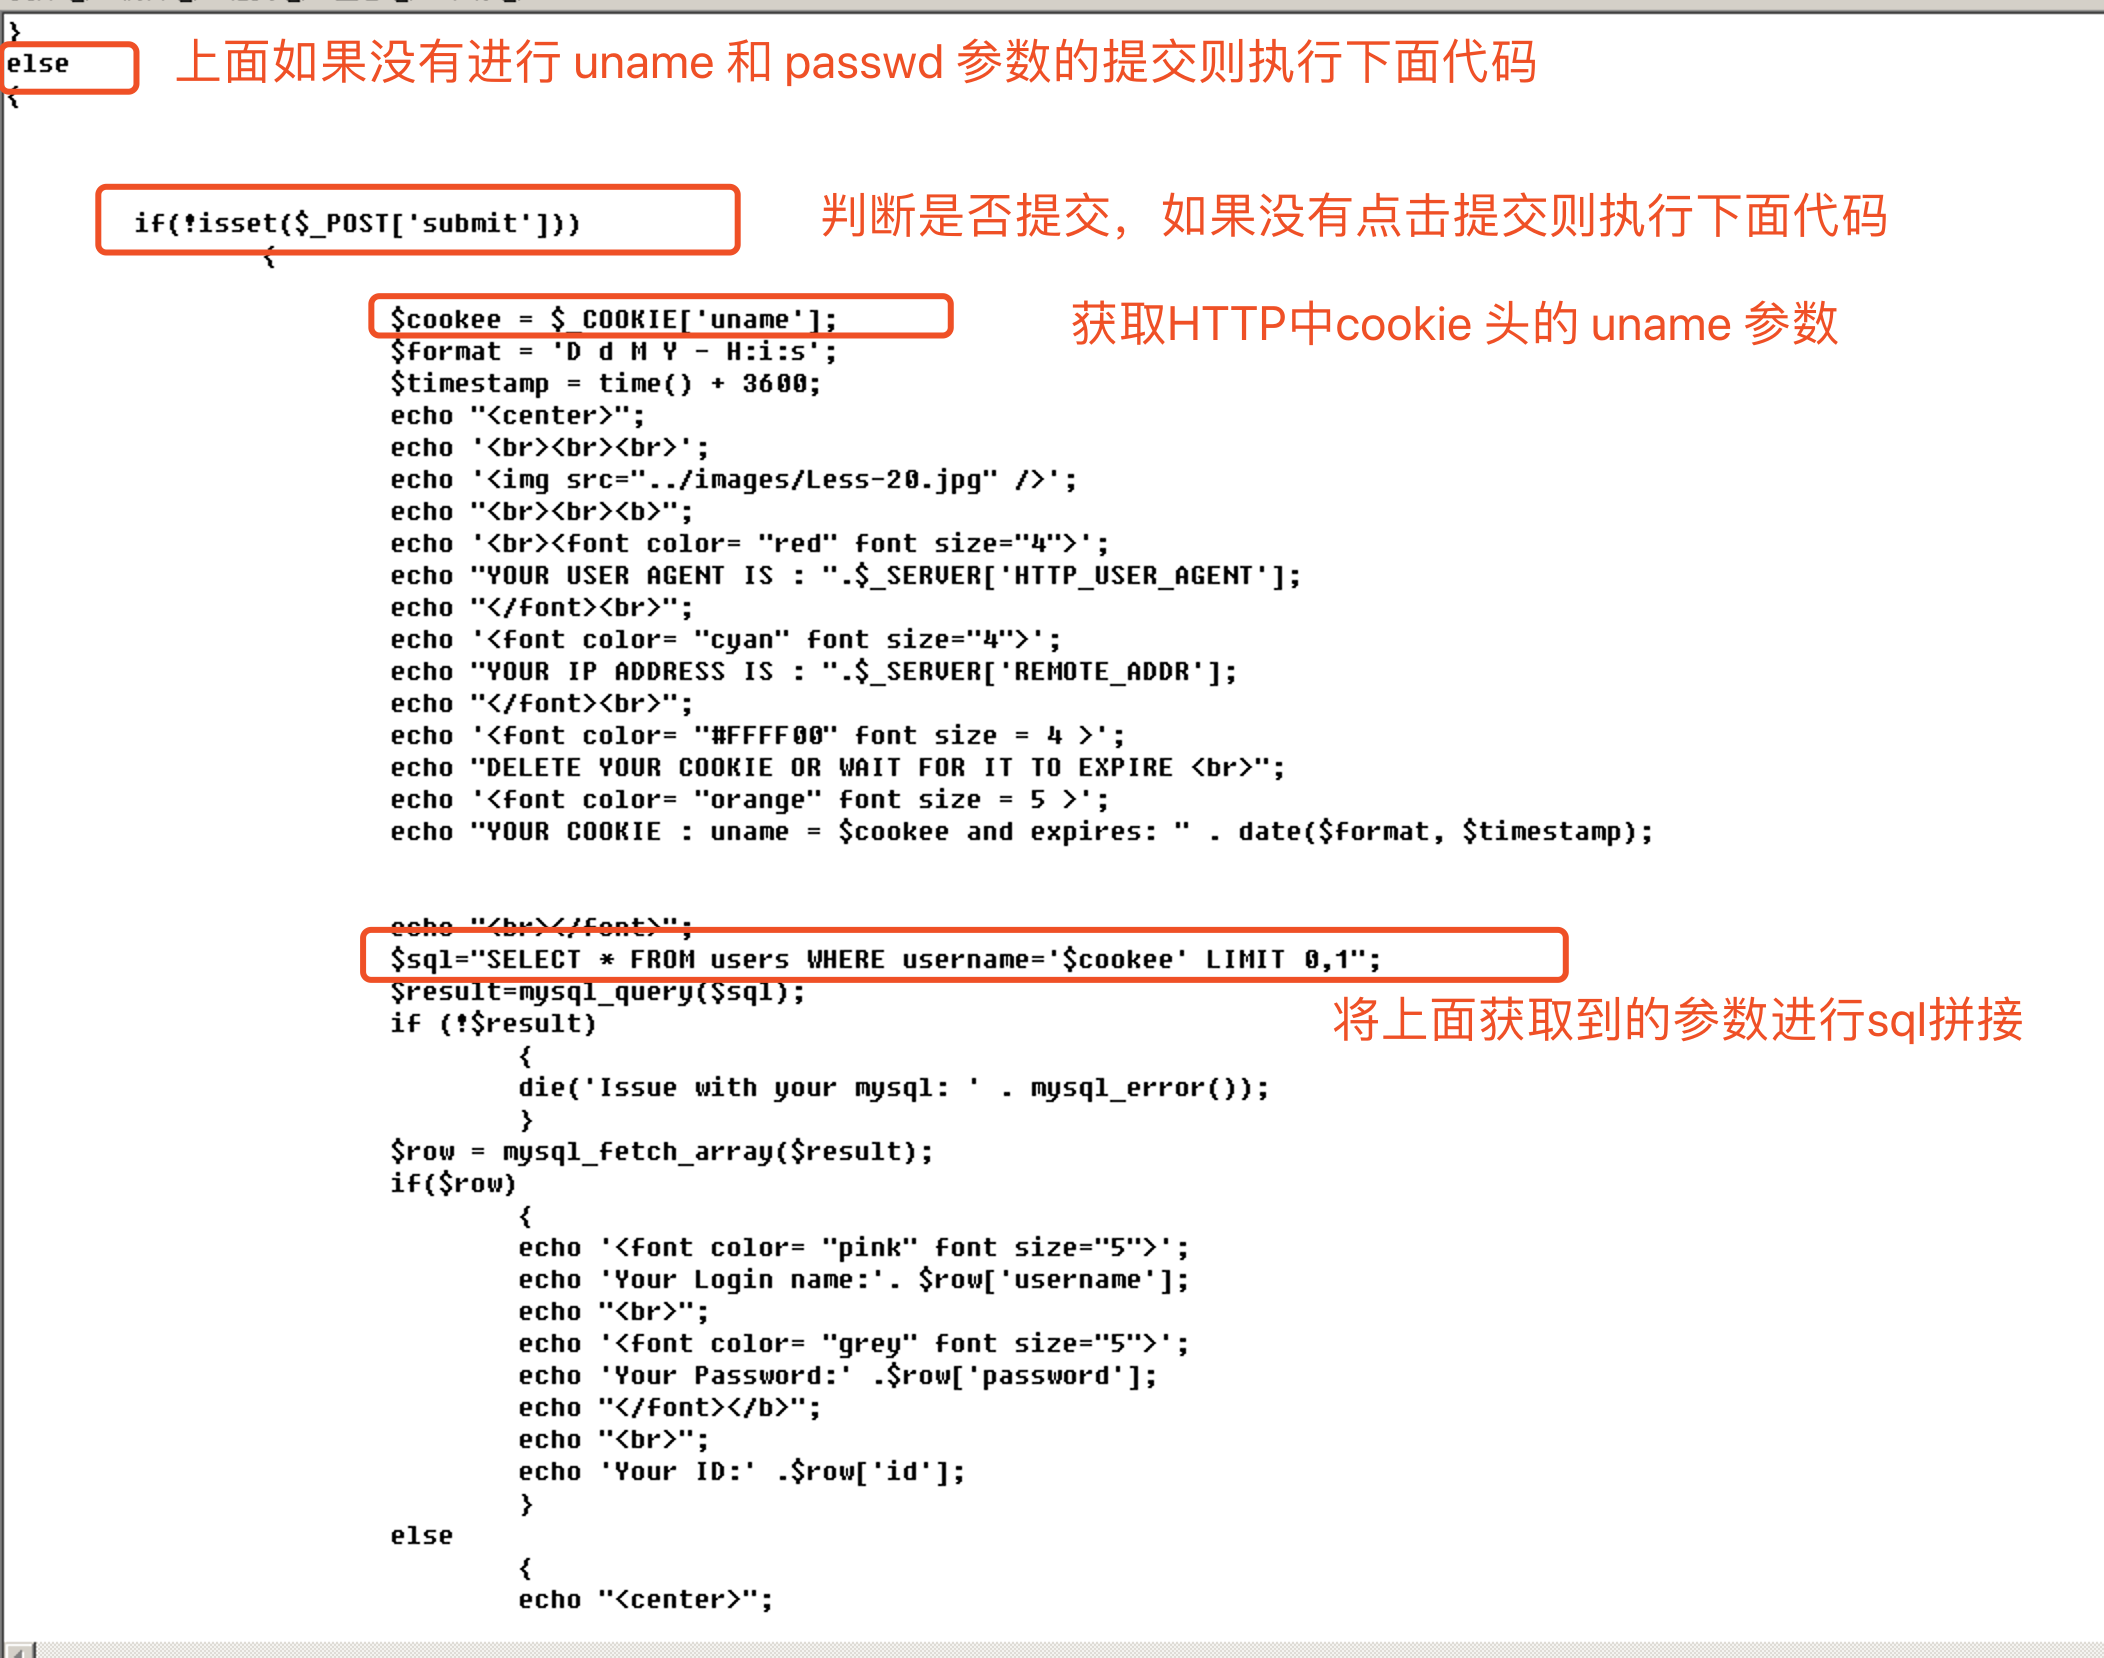 }
else
上面如果没有进行 uname 和 passwd 参数的提交则执行下面代码
{
if(!isset($_POST['submit']))
判断是否提交，如果没有点击提交则执行下面代码
{
$cookee = $_COOKIE['uname'];
获取HTTP中cookie 头的 uname 参数
$format = 'D d M Y - H:i:s';
$timestamp = time() + 3600;
echo "<center>";
echo '<br><br><br>';
echo '<img src="../images/Less-20.jpg" />';
echo "<br><br><b>";
echo '<br><font color= "red" font size="4">';
echo "YOUR USER AGENT IS : ".$_SERVER['HTTP_USER_AGENT'];
echo "</font><br>";
echo '<font color= "cyan" font size="4">';
echo "YOUR IP ADDRESS IS : ".$_SERVER['REMOTE_ADDR'];
echo "</font><br>";
echo '<font color= "#FFFF00" font size = 4 >';
echo "DELETE YOUR COOKIE OR WAIT FOR IT TO EXPIRE <br>";
echo '<font color= "orange" font size = 5 >';
echo "YOUR COOKIE : uname = $cookee and expires: " . date($format, $timestamp);
echo "<br></font>";
$sql="SELECT * FROM users WHERE username='$cookee' LIMIT 0,1";
$result=mysql_query($sql);
将上面获取到的参数进行sql拼接
if (!$result)
{
die('Issue with your mysql: ' . mysql_error());
}
$row = mysql_fetch_array($result);
if($row)
{
echo '<font color= "pink" font size="5">';
echo 'Your Login name:'. $row['username'];
echo "<br>";
echo '<font color= "grey" font size="5">';
echo 'Your Password:' .$row['password'];
echo "</font></b>";
echo "<br>";
echo 'Your ID:' .$row['id'];
}
else
{
echo "<center>";